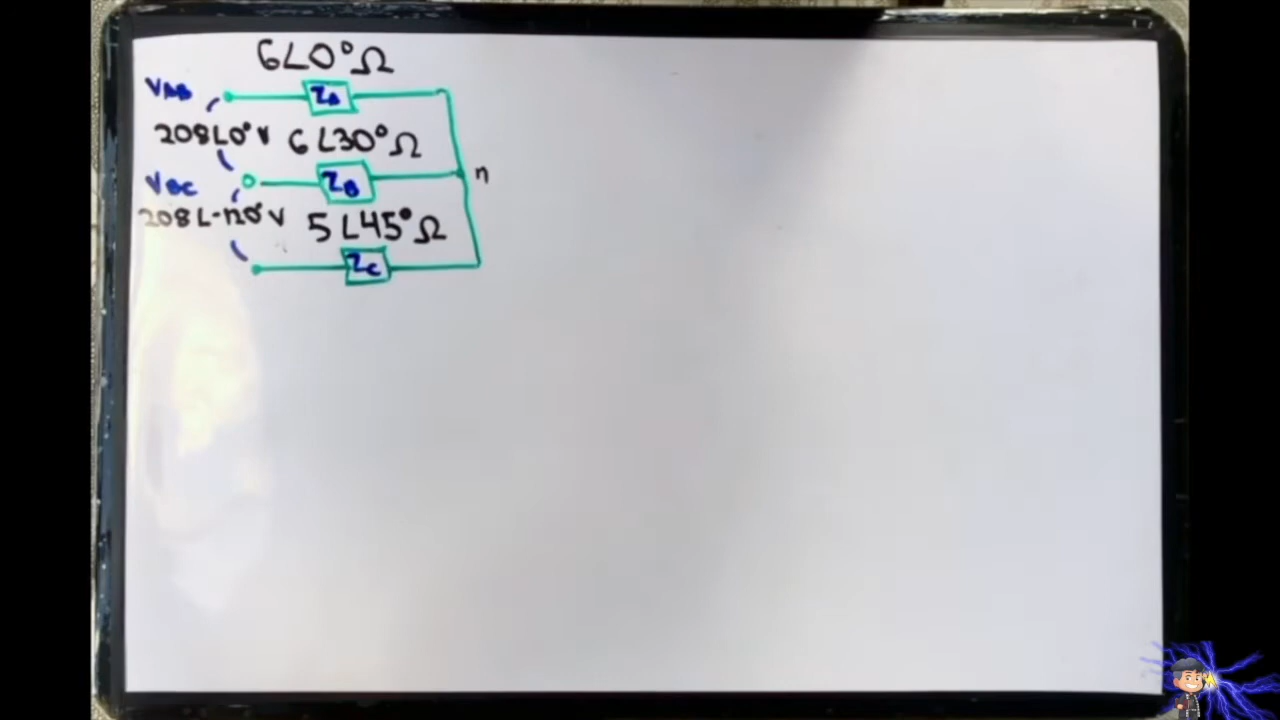 6∠0°Ω
VAB
ZA
208∠0° V
6∠30°Ω
n
VBC
ZB
208∠-120° V
5∠45°Ω
ZC